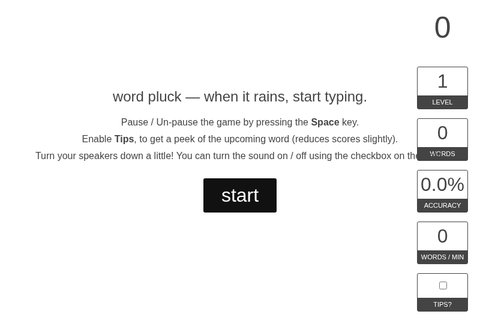 0
word pluck — when it rains, start typing.
Pause / Un-pause the game by pressing the Space key.
Enable Tips, to get a peek of the upcoming word (reduces scores slightly).
Turn your speakers down a little! You can turn the sound on / off using the checkbox on the
start
1
LEVEL
0
WORDS
0.0%
ACCURACY
0
WORDS / MIN
TIPS?